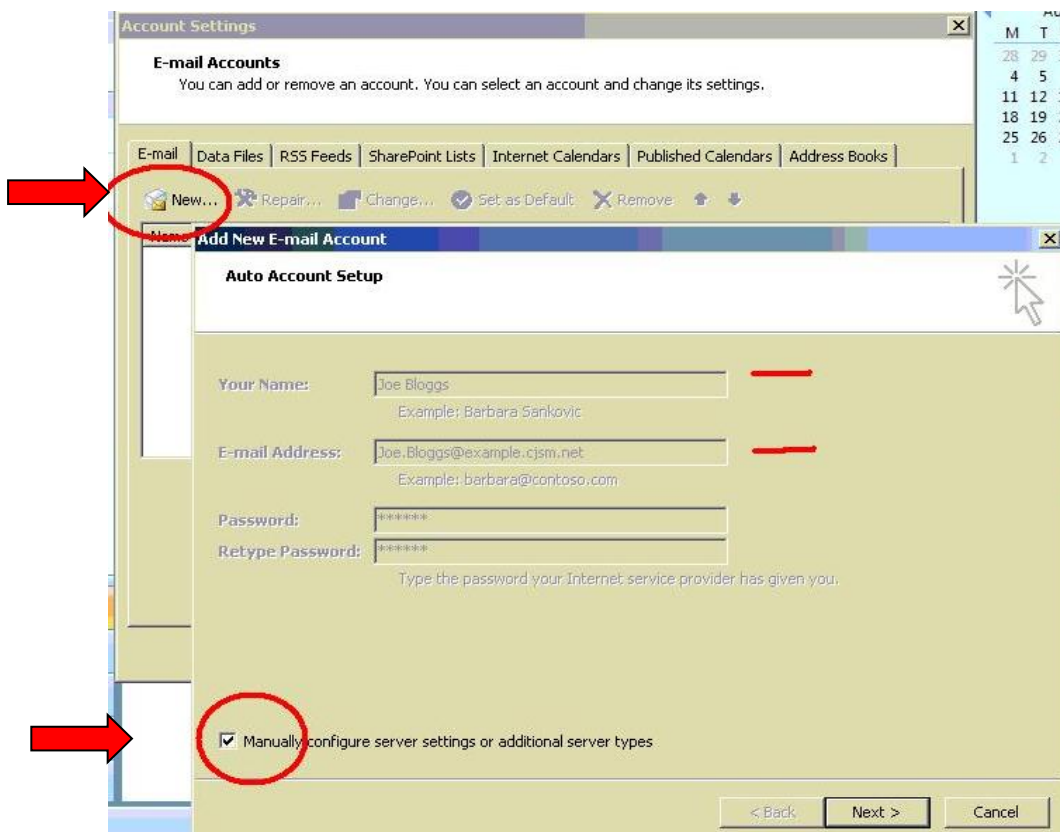 Account Settings
E-mail Accounts
You can add or remove an account. You can select an account and change its settings.
E-mail Data Files RSS Feeds SharePoint Lists Internet Calendars Published Calendars Address Books
New... Repair... Change... Set as Default Remove
Name
Add New E-mail Account
Auto Account Setup
Your Name: Joe Bloggs
Example: Barbara Sankovic
E-mail Address: Joe.Bloggs@example.cjsm.net
Example: barbara@contoso.com
Password: ******
Retype Password: ******
Type the password your Internet service provider has given you.
Manually configure server settings or additional server types
< Back Next > Cancel
M T
28 29
4 5
11 12
18 19
25 26
1 2